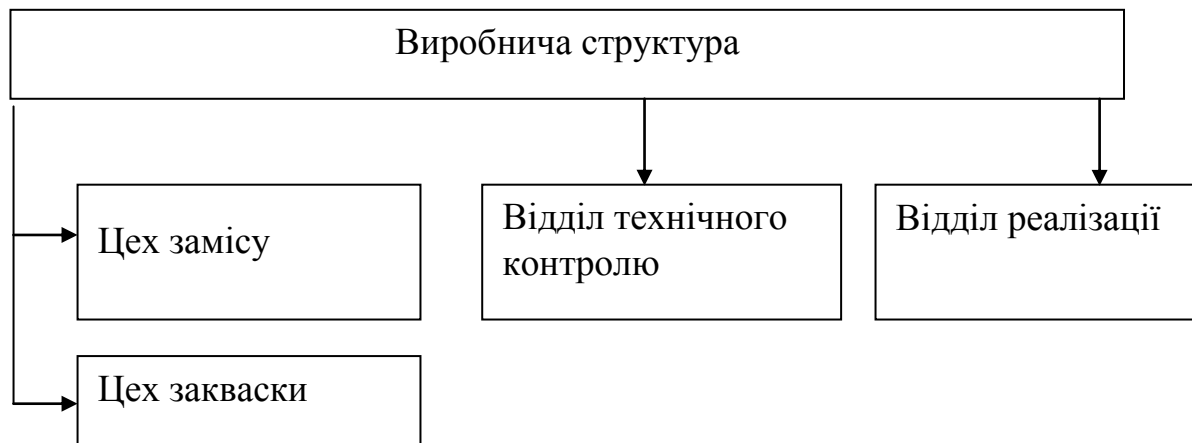 Виробнича структура
Цех замісу
Відділ технічного
контролю
Відділ реалізації
Цех закваски